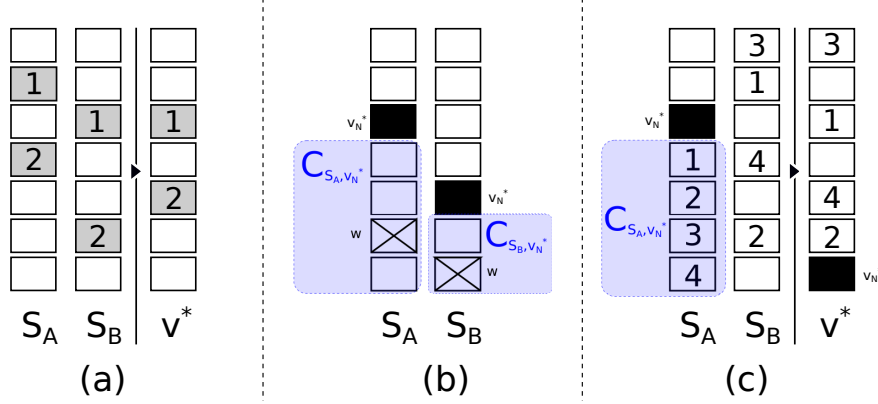 3 3
1 1
1 1 v_N* v_N* 1
C_{S_A,v_N*}
2 1 4
2 v_N* 2 4
C_{S_A,v_N*}
w C_{S_B,v_N*} 3 2 2
2
w 4 v_N
S_A S_B v* S_A S_B S_A S_B v*
(a) (b) (c)